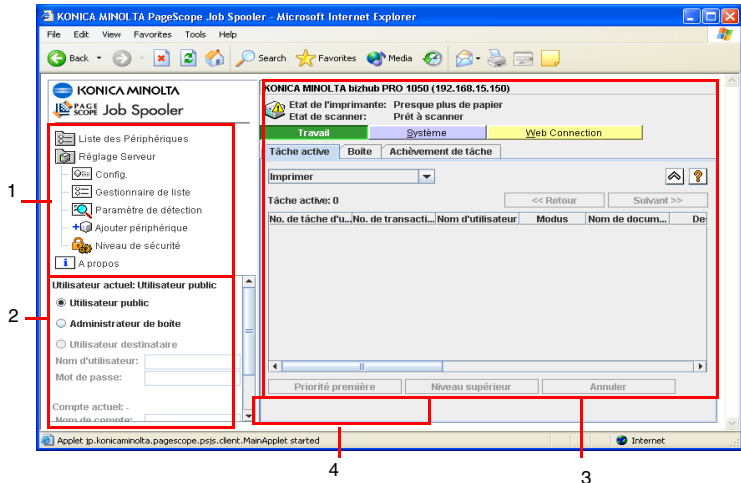 KONICA MINOLTA PageScope Job Spooler - Microsoft Internet Explorer
File Edit View Favorites Tools Help
Back Search Favorites Media
KONICA MINOLTA
PAGE SCOPE Job Spooler
Liste des Périphériques
Réglage Serveur
Config.
Gestionnaire de liste
Paramètre de détection
Ajouter périphérique
Niveau de sécurité
A propos
1
Utilisateur actuel: Utilisateur public
Utilisateur public
Administrateur de boîte
Utilisateur destinataire
Nom d'utilisateur:
Mot de passe:
Compte actuel: -
Nom de compte:
2
KONICA MINOLTA bizhub PRO 1050 (192.168.15.150)
Etat de l'imprimante: Presque plus de papier
Etat de scanner: Prêt à scanner
Travail Système Web Connection
Tâche active Boîte Achèvement de tâche
Imprimer
?
Tâche active: 0 << Retour Suivant >>
No. de tâche d'u... No. de transacti... Nom d'utilisateur Modus Nom de docum... De
Priorité première Niveau supérieur Annuler
Applet jp.konicaminolta.pagescope.psjs.client.MainApplet started Internet
4
3